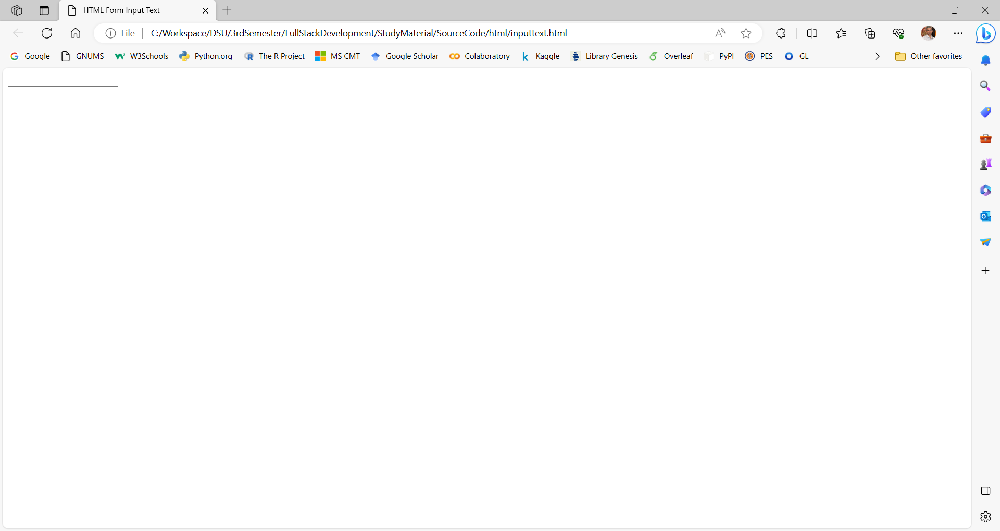 HTML Form Input Text
File C:/Workspace/DSU/3rdSemester/FullStackDevelopment/StudyMaterial/SourceCode/html/inputtext.html
Google GNUMS W3Schools Python.org The R Project MS CMT Google Scholar Colaboratory Kaggle Library Genesis Overleaf PyPI PES GL Other favorites